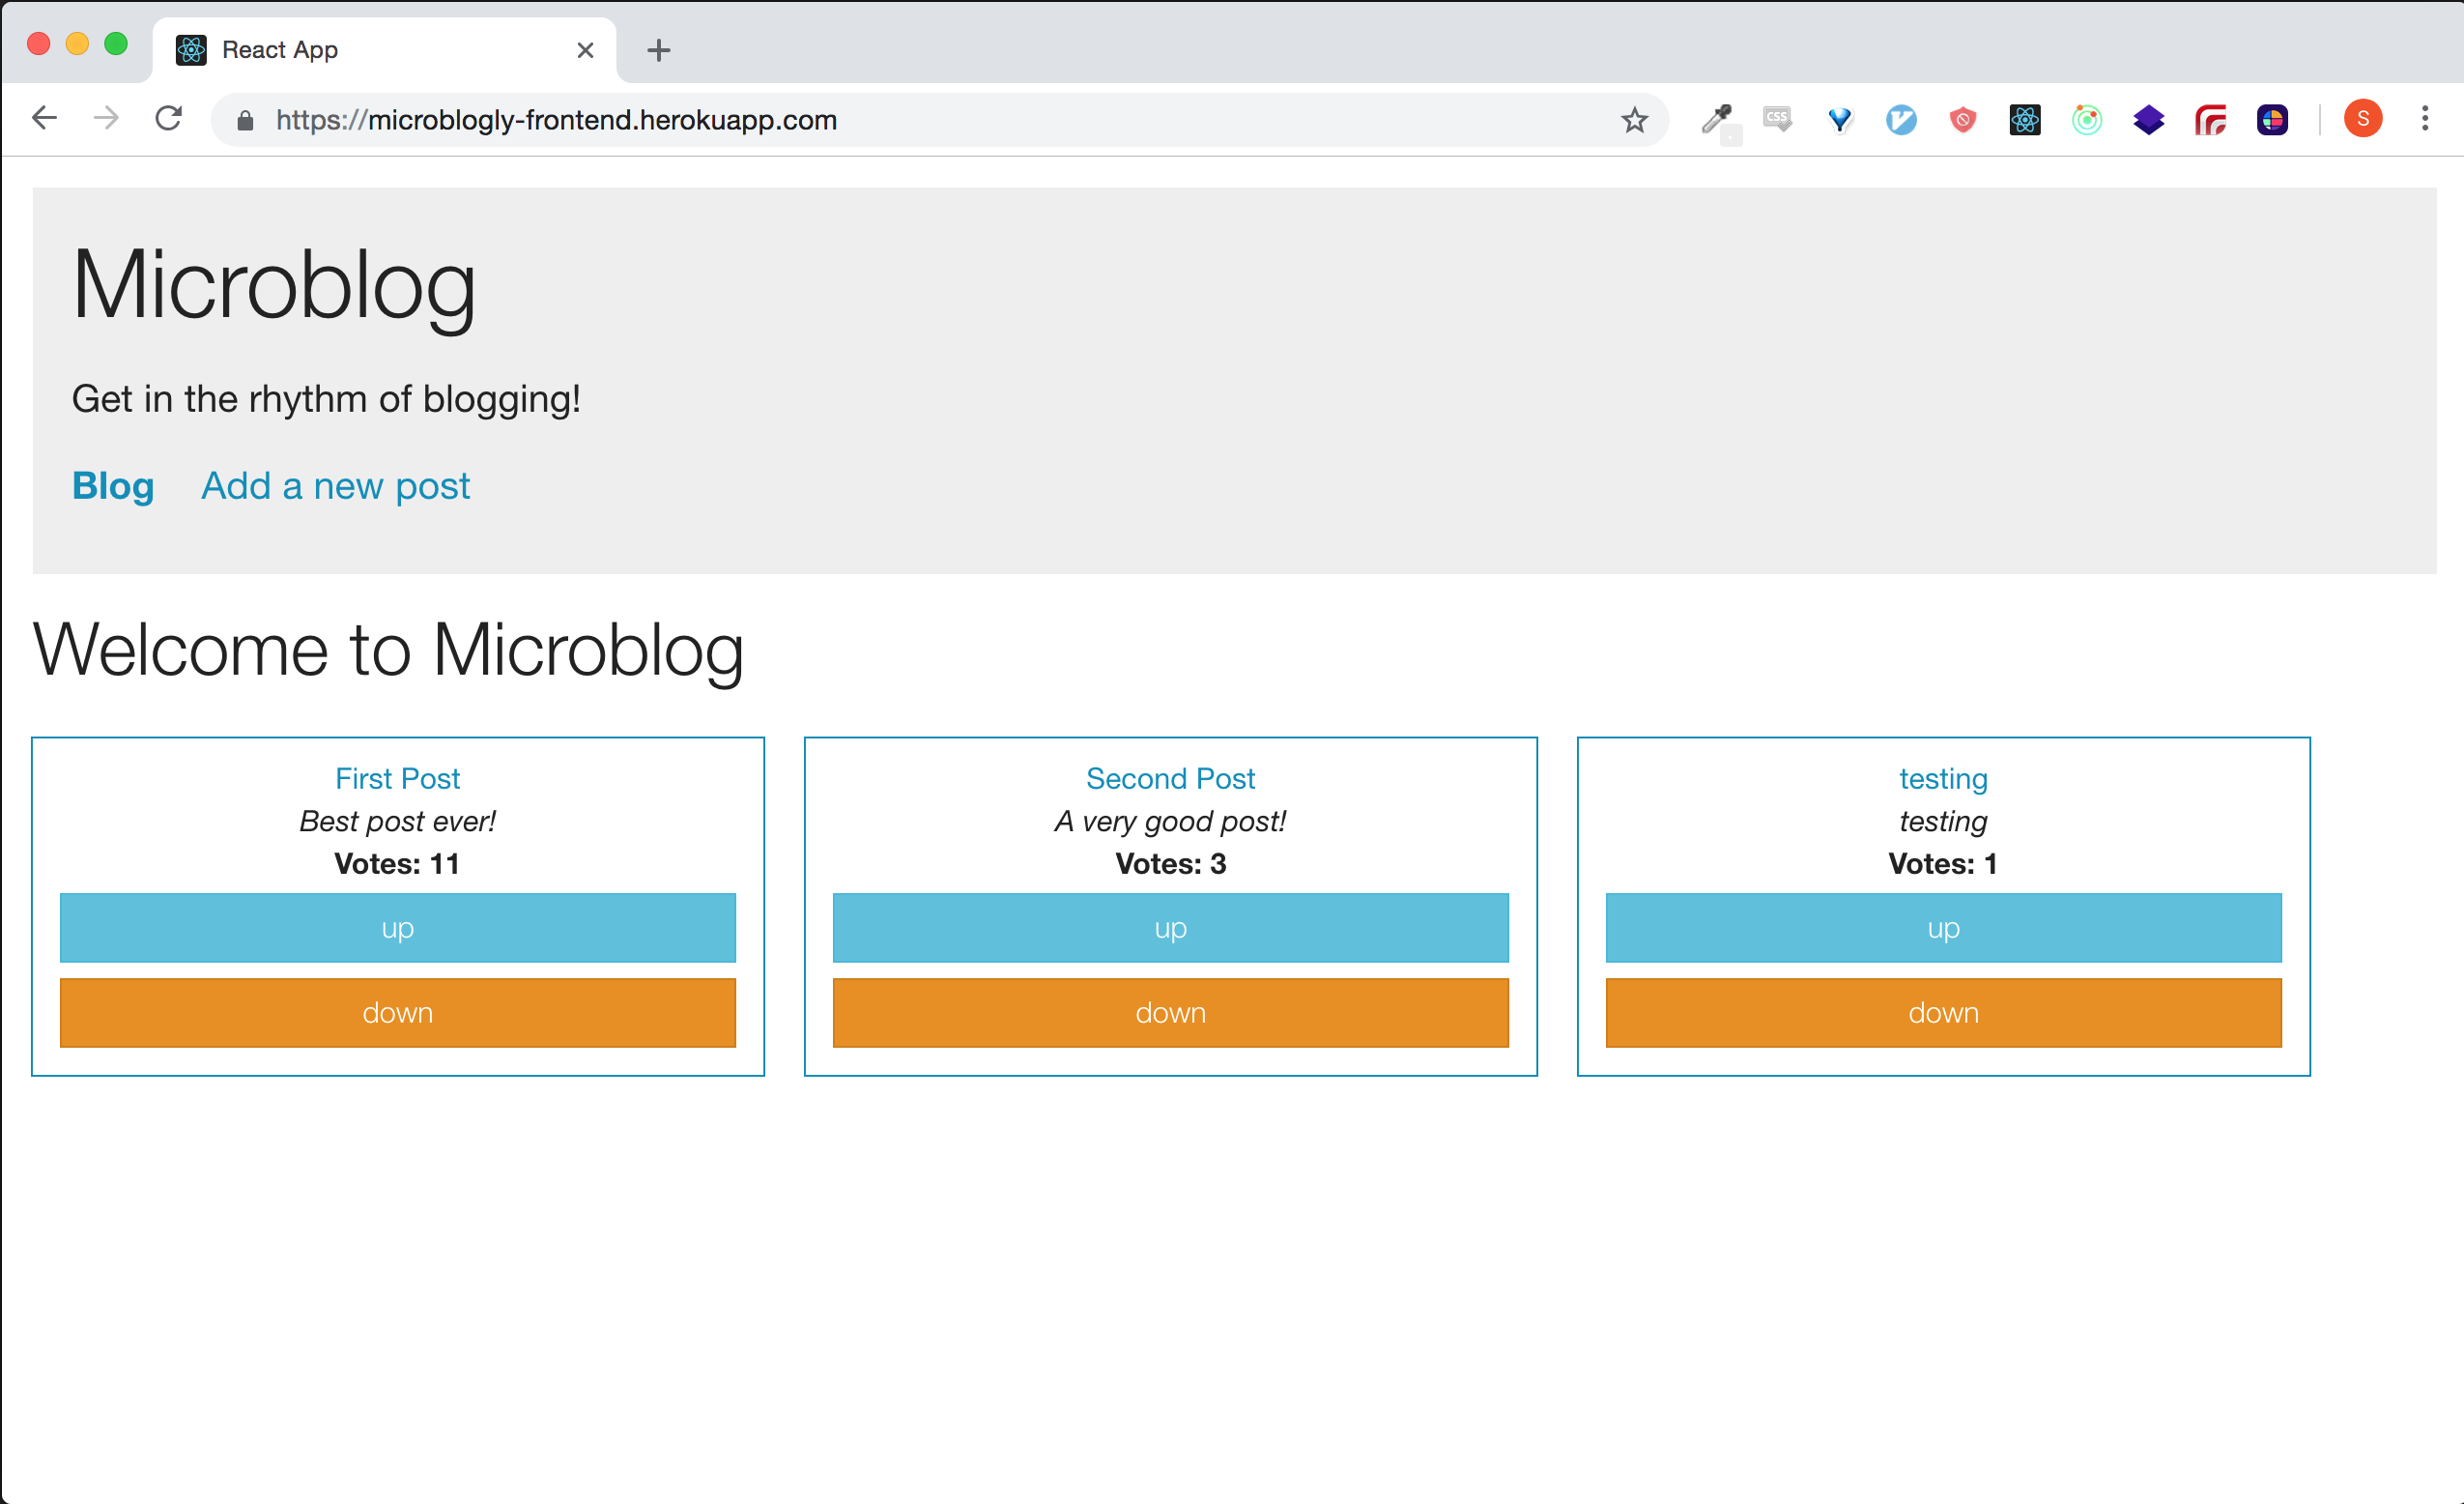 React App
https://microblogly-frontend.herokuapp.com
CSS
S
Microblog
Get in the rhythm of blogging!
Blog Add a new post
Welcome to Microblog
First Post
Best post ever!
Votes: 11
up
down
Second Post
A very good post!
Votes: 3
up
down
testing
testing
Votes: 1
up
down